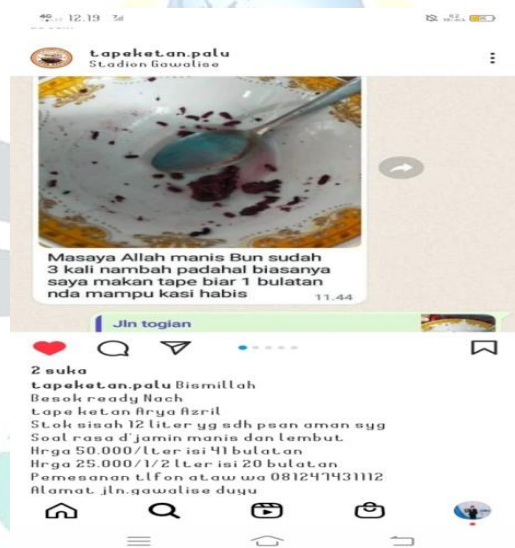 12.19
tapeketan.palu
Stadion Gawalise
Masaya Allah manis Bun sudah
3 kali nambah padahal biasanya
saya makan tape biar 1 bulatan
nda mampu kasi habis
11.44
Jln togian
2 suka
tapeketan.palu Bismillah
Besok ready Nach
tape ketan Arya Azril
Stok sisah 12 liter yg sdh psan aman syg
Soal rasa d'jamin manis dan lembut
Hrga 50.000/lter isi 41 bulatan
Hrga 25.000/1/2 lter isi 20 bulatan
Pemesanan tlfon ataw wa 081247431112
Alamat jln.gawalise duyu